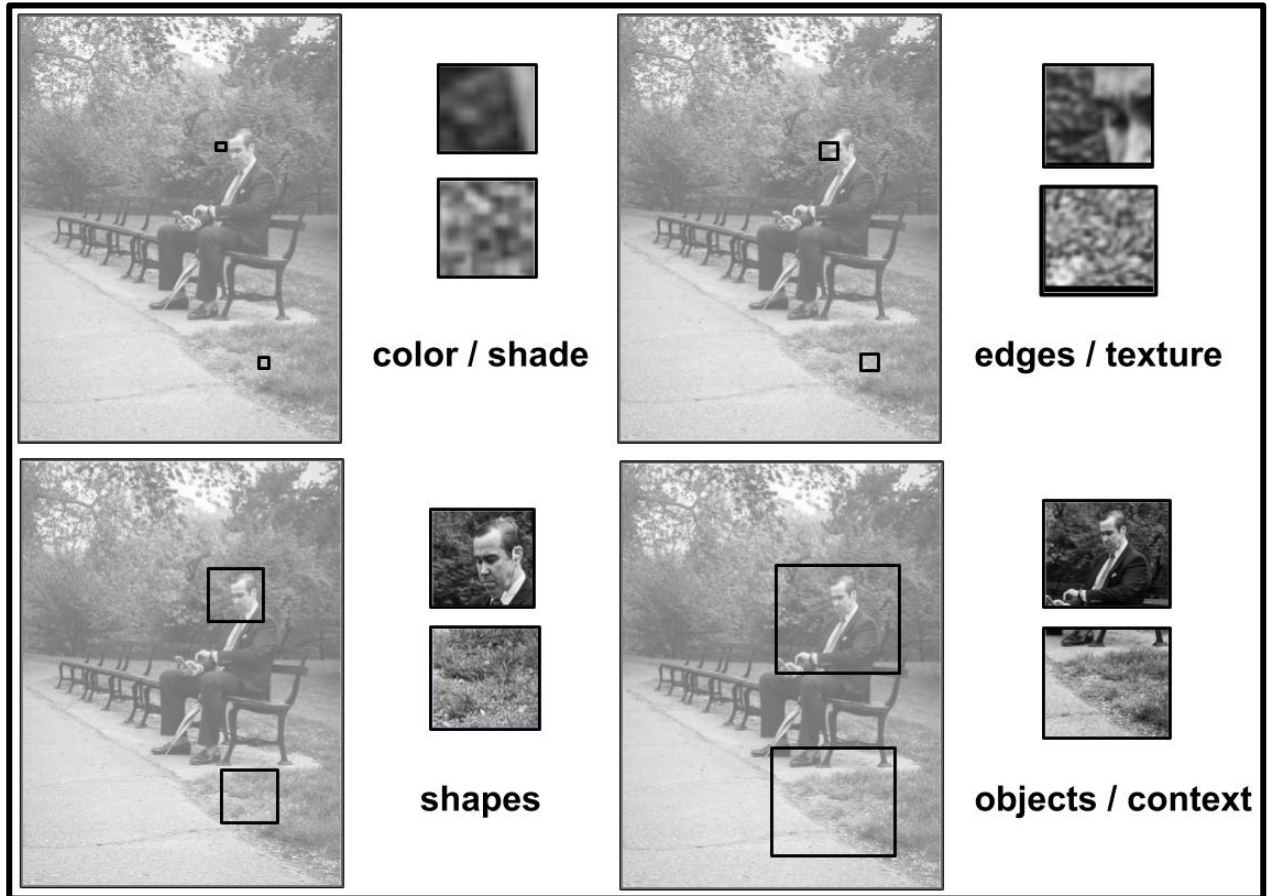 color / shade
edges / texture
shapes
objects / context